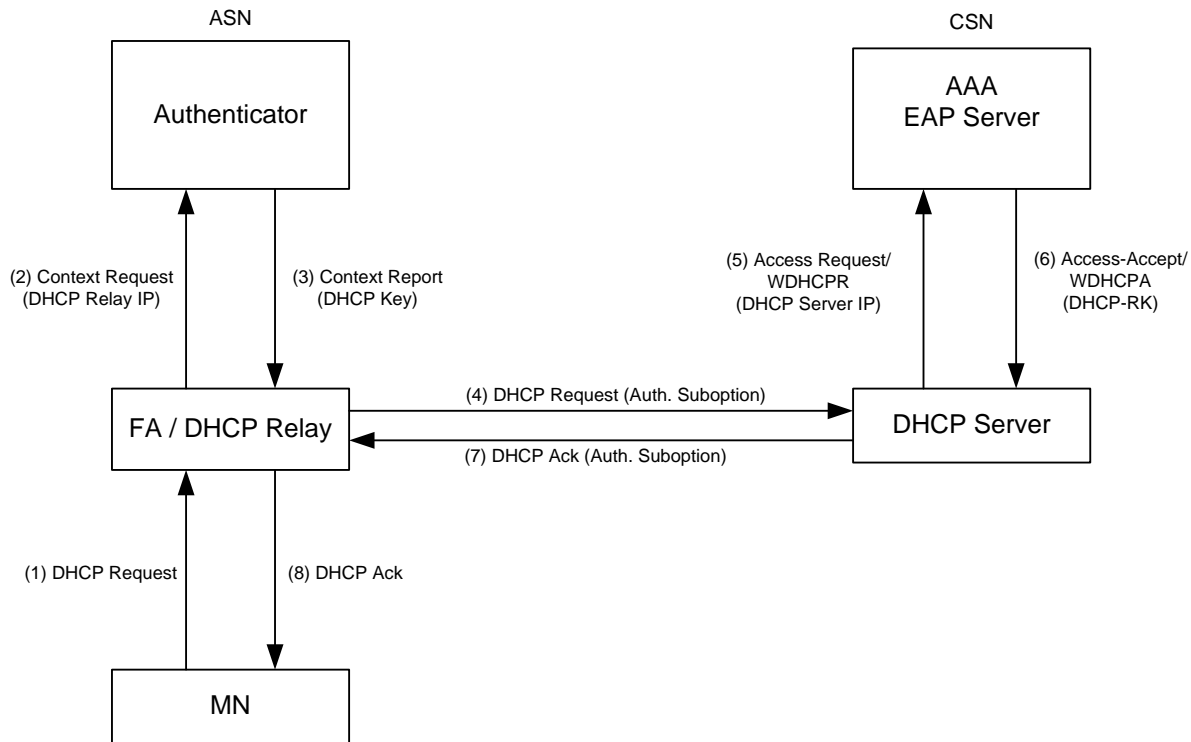 ASN
CSN
Authenticator
AAA
EAP Server
(2) Context Request
(DHCP Relay IP)
(3) Context Report
(DHCP Key)
(5) Access Request/
WDHCPR
(DHCP Server IP)
(6) Access-Accept/
WDHCPA
(DHCP-RK)
(4) DHCP Request (Auth. Suboption)
FA / DHCP Relay
DHCP Server
(7) DHCP Ack (Auth. Suboption)
(1) DHCP Request
(8) DHCP Ack
MN